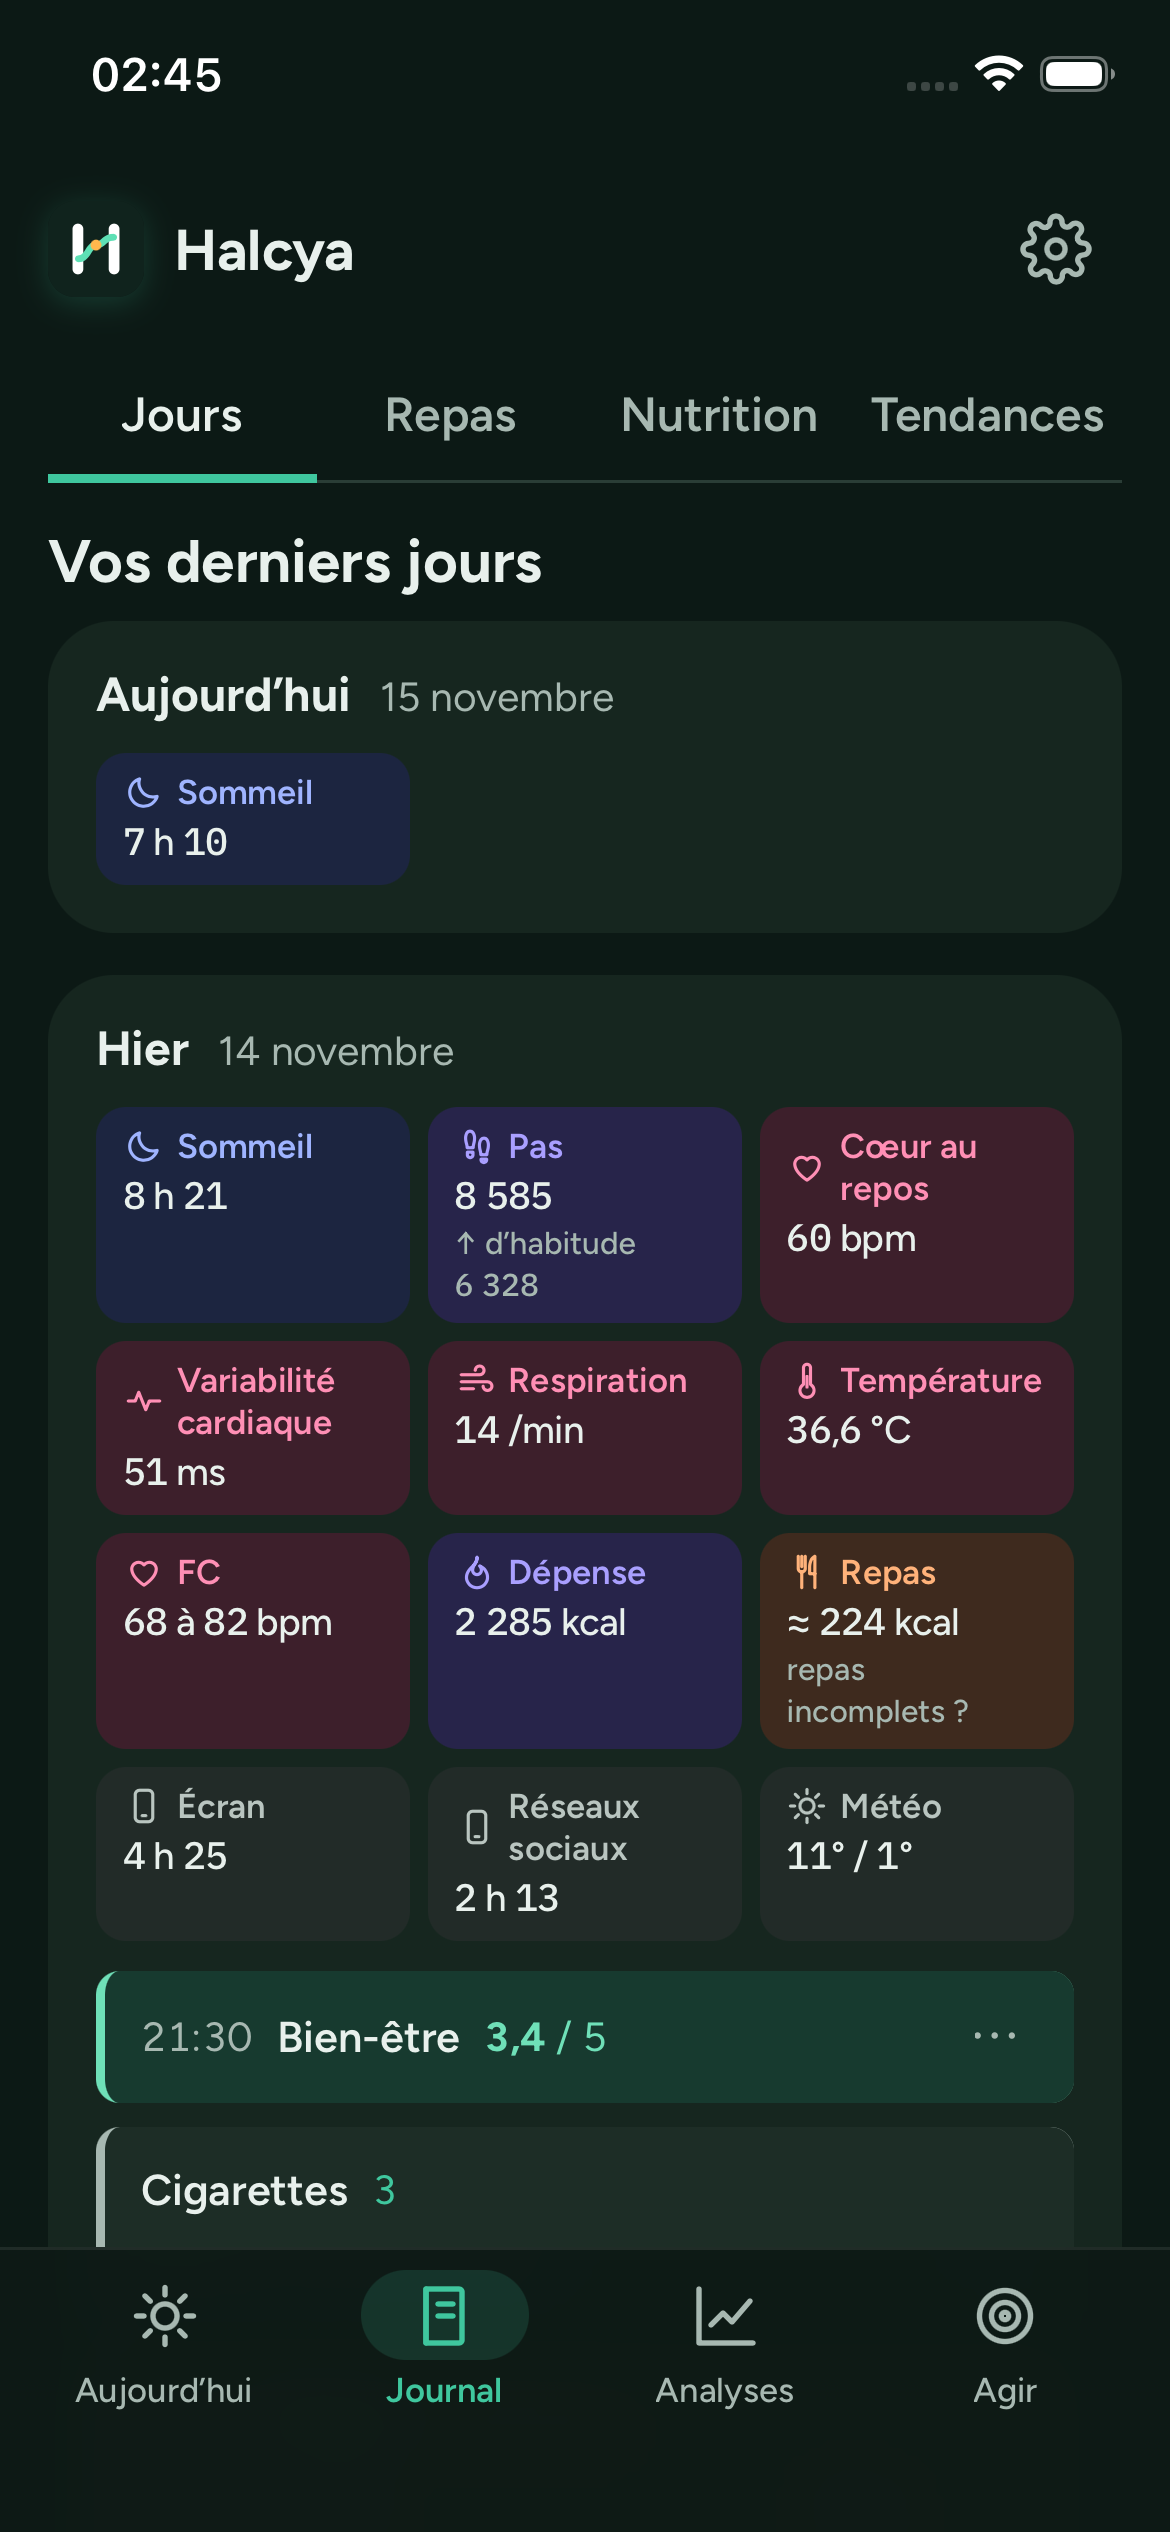 02:45
Halcya
Jours Repas Nutrition Tendances
Vos derniers jours
Aujourd’hui 15 novembre
Sommeil
7 h 10
Hier 14 novembre
Sommeil
8 h 21
Pas
8 585
↑ d’habitude
6 328
Cœur au
repos
60 bpm
Variabilité
cardiaque
51 ms
Respiration
14 /min
Température
36,6 °C
FC
68 à 82 bpm
Dépense
2 285 kcal
Repas
≈ 224 kcal
repas
incomplets ?
Écran
4 h 25
Réseaux
sociaux
2 h 13
Météo
11° / 1°
21:30 Bien-être 3,4 / 5
Cigarettes 3
Aujourd’hui Journal Analyses Agir